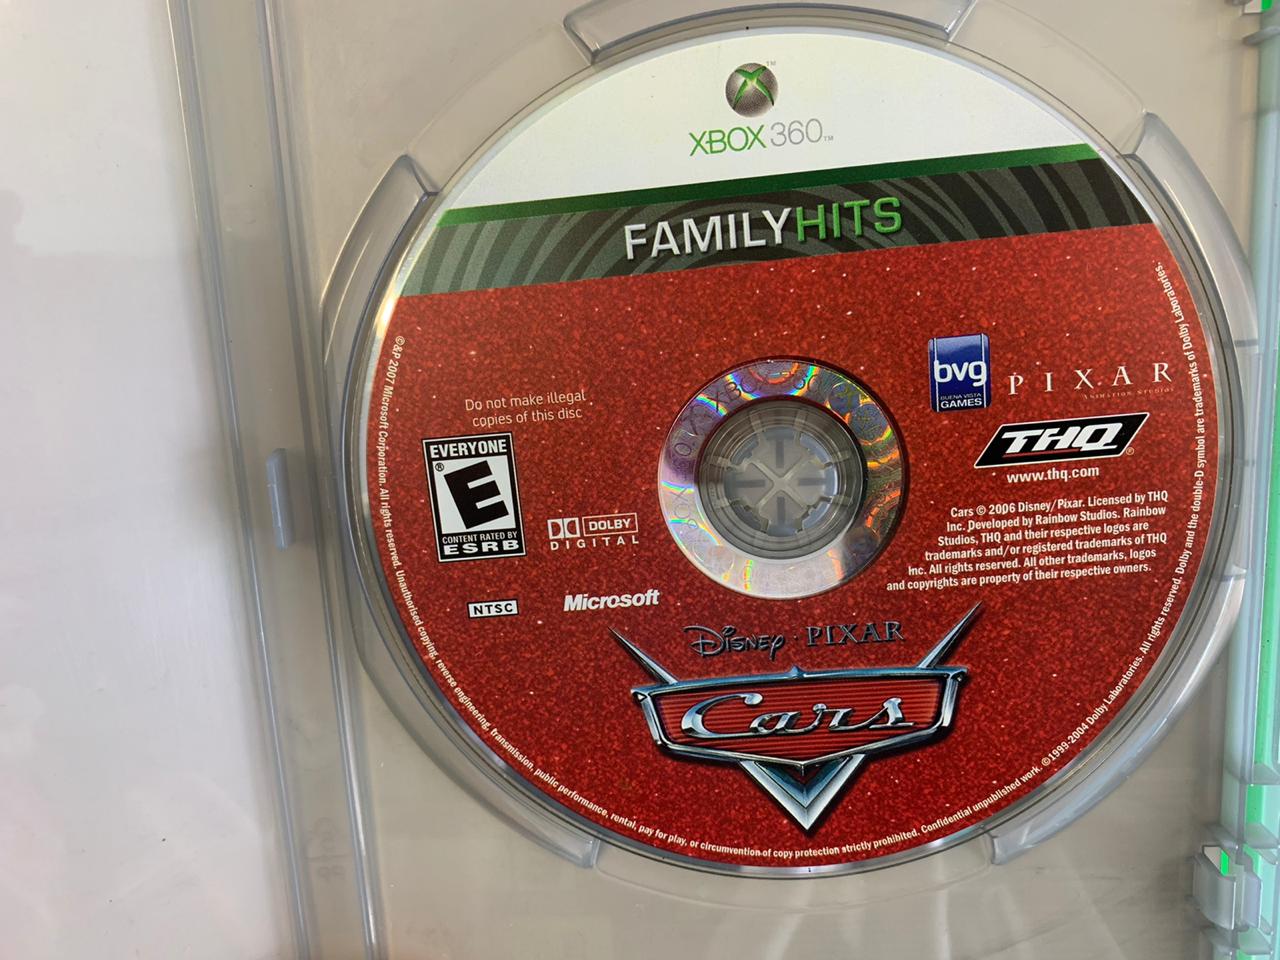 XBOX 360™
FAMILYHITS
Do not make illegal
copies of this disc
EVERYONE
E®
CONTENT RATED BY
ESRB
DOLBY
DIGITAL
NTSC
Microsoft
bvg
BUENA VISTA
GAMES
PIXAR
ANIMATION STUDIOS
THQ®
www.thq.com
Cars © 2006 Disney/Pixar. Licensed by THQ
Inc. Developed by Rainbow Studios. Rainbow
Studios, THQ and their respective logos are
trademarks and/or registered trademarks of THQ
Inc. All rights reserved. All other trademarks, logos
and copyrights are property of their respective owners.
Disney · PIXAR
Cars
©&℗ 2007 Microsoft Corporation. All rights reserved. Unauthorised copying, reverse engineering, transmission, public performance, rental, pay for play, or circumvention of copy protection strictly prohibited. Confidential unpublished work. ©1999-2004 Dolby Laboratories. All rights reserved. Dolby and the double-D symbol are trademarks of Dolby Laboratories.